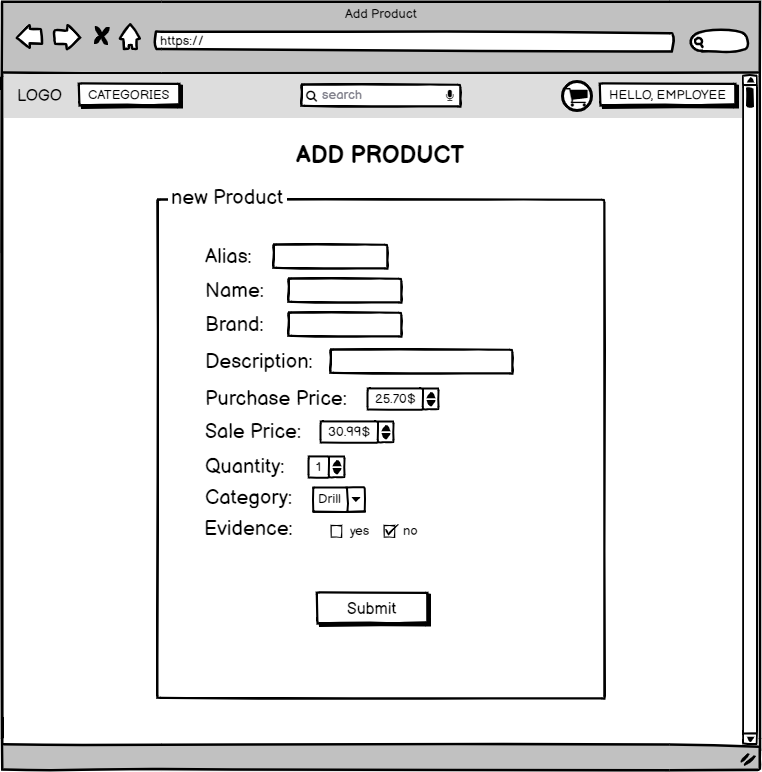 Add Product
https://
LOGO CATEGORIES search HELLO, EMPLOYEE
ADD PRODUCT
new Product
Alias:
Name:
Brand:
Description:
Purchase Price: 25.70$
Sale Price: 30.99$
Quantity: 1
Category: Drill
Evidence: yes no
Submit